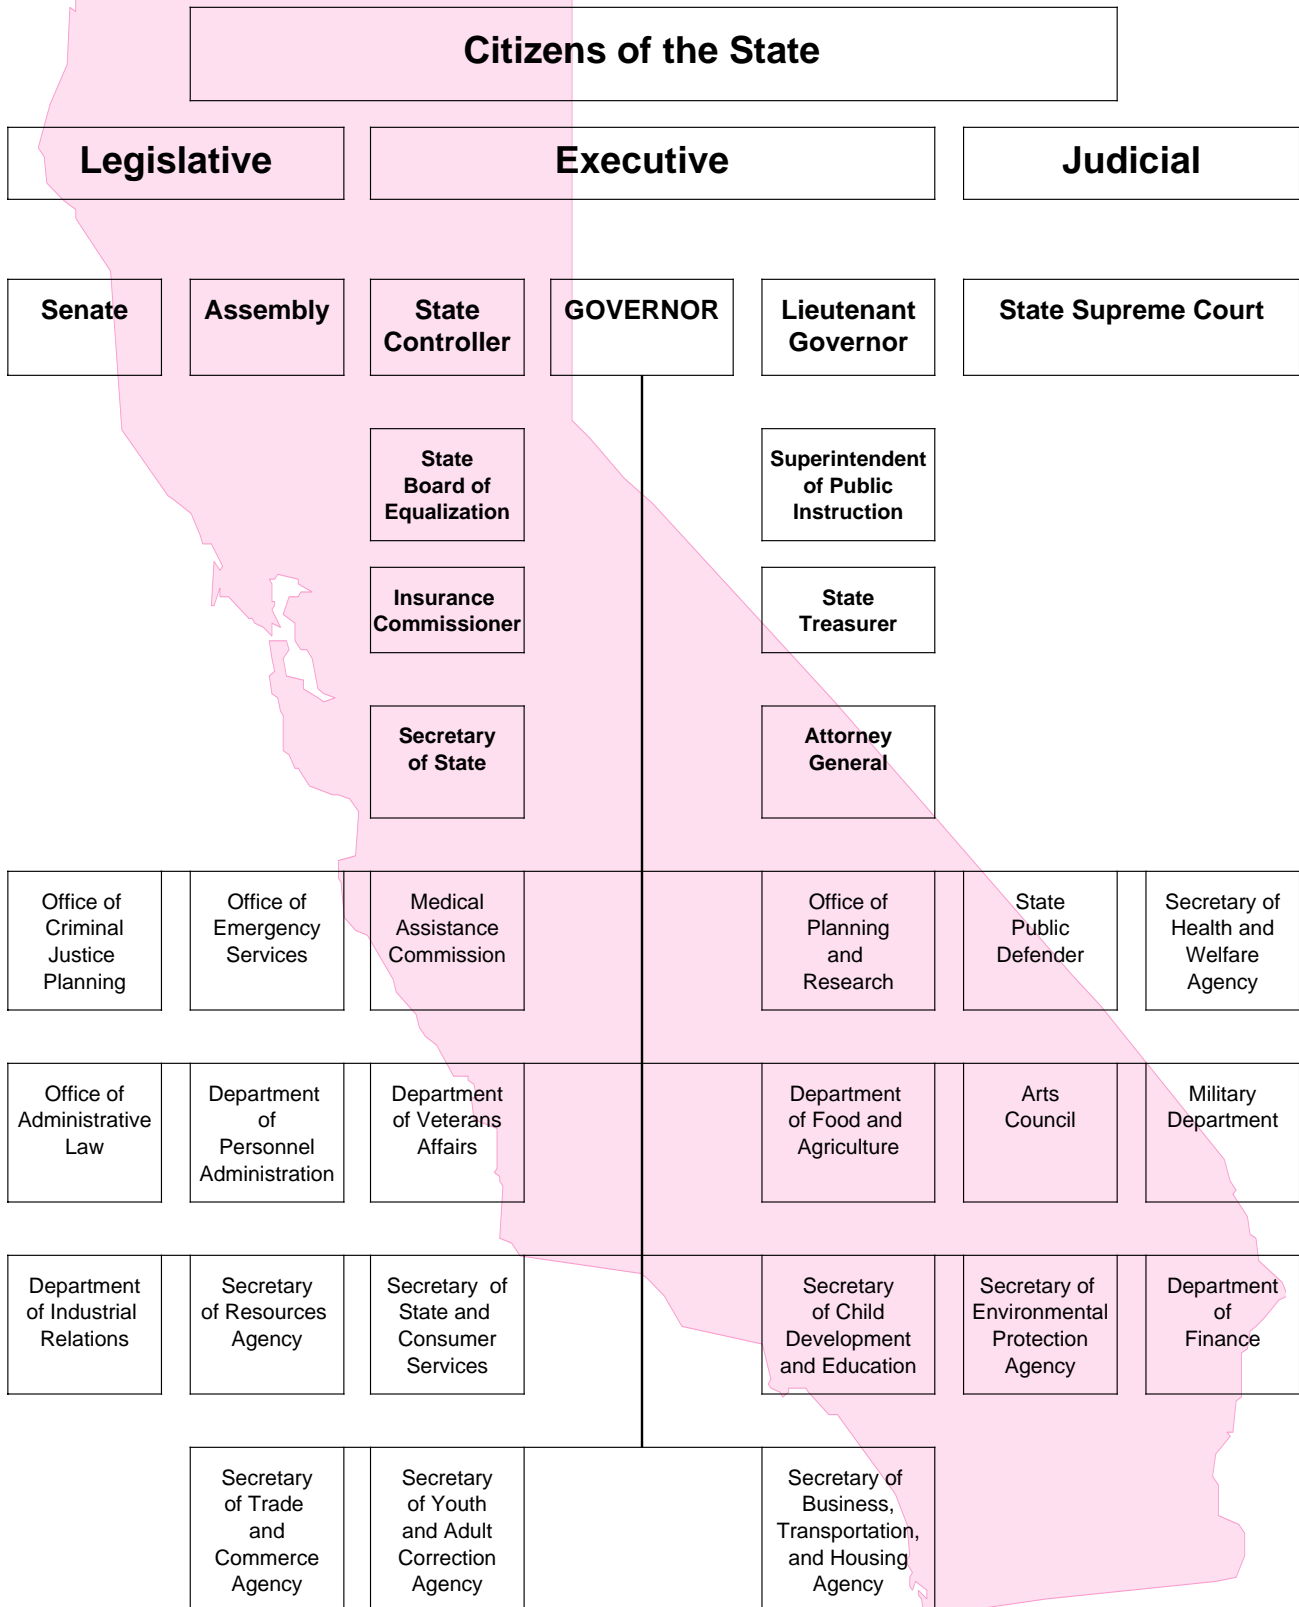 Citizens of the State
Legislative
Executive
Judicial
Senate
Assembly
State
Controller
GOVERNOR
Lieutenant
Governor
State Supreme Court
State
Board of
Equalization
Superintendent
of Public
Instruction
Insurance
Commissioner
State
Treasurer
Secretary
of State
Attorney
General
Office of
Criminal
Justice
Planning
Office of
Emergency
Services
Medical
Assistance
Commission
Office of
Planning
and
Research
State
Public
Defender
Secretary of
Health and
Welfare
Agency
Office of
Administrative
Law
Department
of
Personnel
Administration
Department
of Veterans
Affairs
Department
of Food and
Agriculture
Arts
Council
Military
Department
Department
of Industrial
Relations
Secretary
of Resources
Agency
Secretary of
State and
Consumer
Services
Secretary
of Child
Development
and Education
Secretary of
Environmental
Protection
Agency
Department
of
Finance
Secretary
of Trade
and
Commerce
Agency
Secretary
of Youth
and Adult
Correction
Agency
Secretary of
Business,
Transportation,
and Housing
Agency